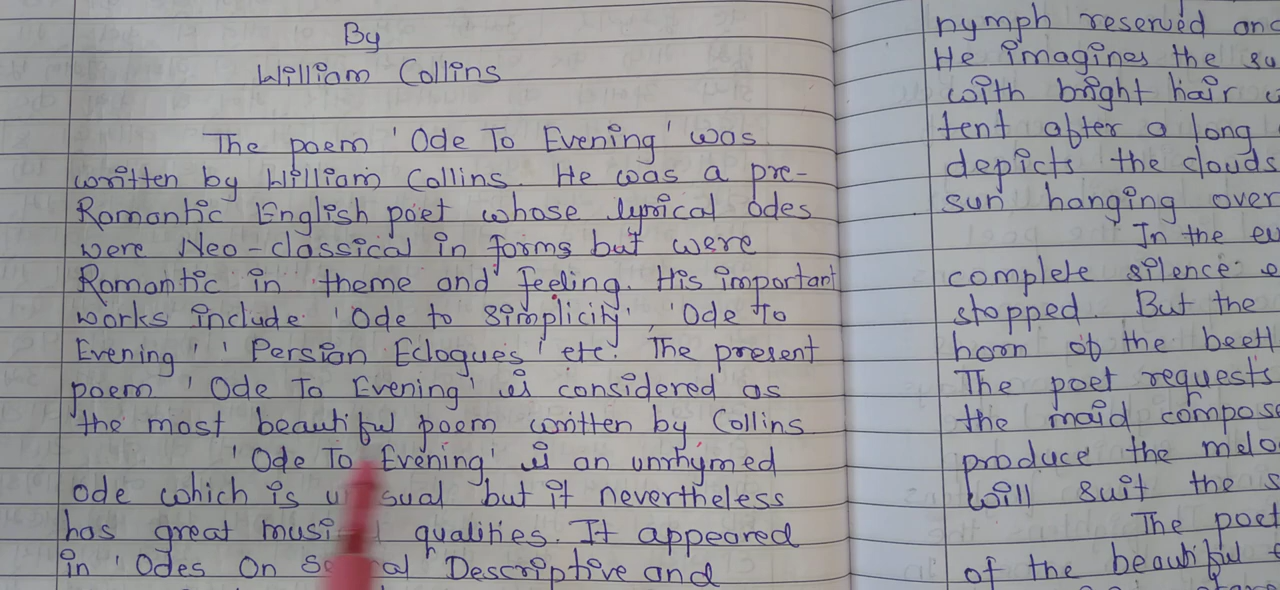 By
William Collins
The poem 'Ode To Evening' was
written by William Collins. He was a pre-
Romantic English poet whose lyrical odes
were Neo-classical in forms but were
Romantic in theme and feeling. His important
works include 'Ode to Simplicity', 'Ode To
Evening' 'Persian Eclogues' etc. The present
poem 'Ode To Evening' is considered as
the most beautiful poem written by Collins
'Ode To Evening' is an unrhymed
ode which is but it nevertheless
has great qualities. It appeared
in 'Odes On Descriptive and
nymph reserved and
He imagines the
with bright hair
tent after a long
depicts the clouds
sun hanging over
In the
complete silence
stopped. But the
horn of the
The poet requests
the maid
produce the
will suit the
The poet
of the beautiful